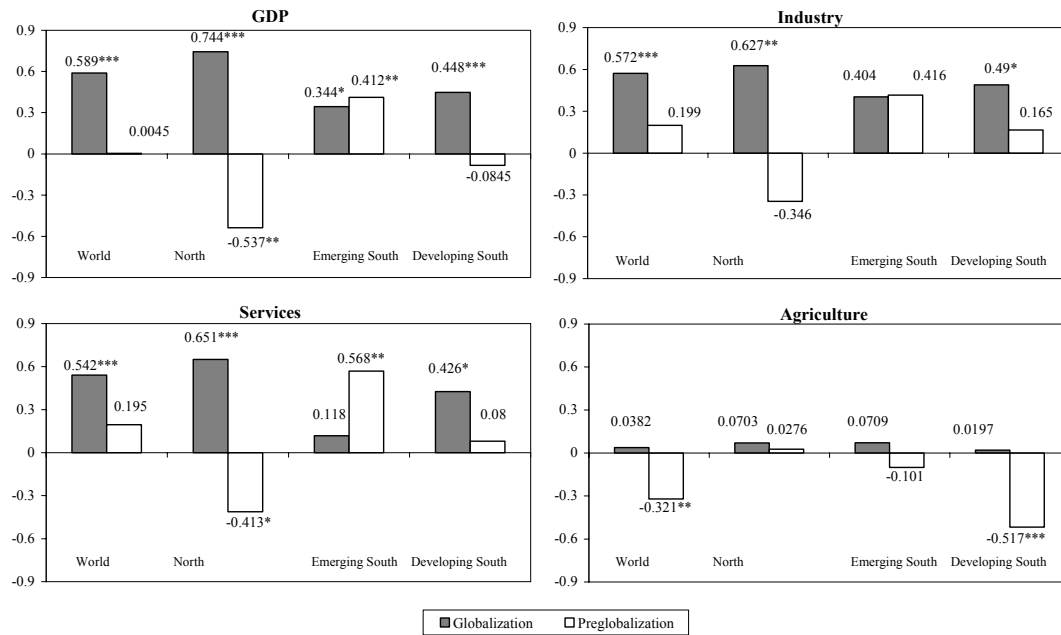 GDP
0.9
0.6
0.3
0
-0.3
-0.6
-0.9
0.589***
0.0045
0.744***
-0.537**
0.344*
0.412**
0.448***
-0.0845
World
North
Emerging South
Developing South
Industry
0.9
0.6
0.3
0
-0.3
-0.6
-0.9
0.572***
0.199
0.627**
-0.346
0.404
0.416
0.49*
0.165
World
North
Emerging South
Developing South
Services
0.9
0.6
0.3
0
-0.3
-0.6
-0.9
0.542***
0.195
0.651***
-0.413*
0.118
0.568**
0.426*
0.08
World
North
Emerging South
Developing South
Agriculture
0.9
0.6
0.3
0
-0.3
-0.6
-0.9
0.0382
-0.321**
0.0703
0.0276
0.0709
-0.101
0.0197
-0.517***
World
North
Emerging South
Developing South
Globalization
Preglobalization